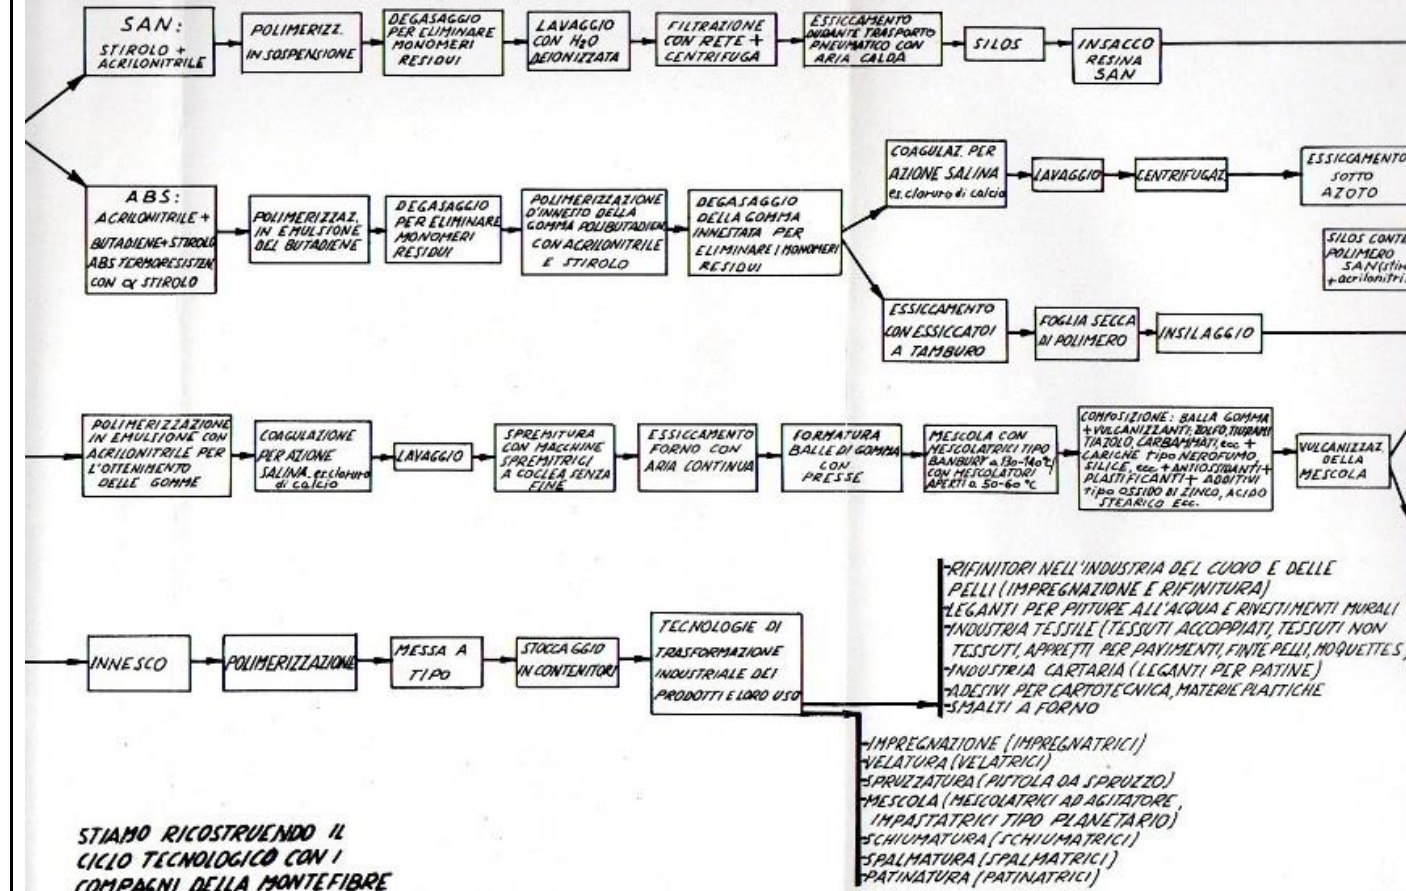 SAN:
STIROLO +
ACRILONITRILE
POLIMERIZZ.
IN SOSPENSIONE
DEGASAGGIO
PER ELIMINARE
MONOMERI
RESIDUI
LAVAGGIO
CON H2O
DEIONIZZATA
FILTRAZIONE
CON RETE +
CENTRIFUGA
ESSICCAMENTO
DURANTE TRASPORTO
PNEUMATICO CON
ARIA CALDA
SILOS
INSACCO
RESINA
SAN
ABS:
ACRILONITRILE +
BUTADIENE + STIROLO
ABS TERMORESISTEN
CON α STIROLO
POLIMERIZZAZ.
IN EMULSIONE
DEL BUTADIENE
DEGASAGGIO
PER ELIMINARE
MONOMERI
RESIDUI
POLIMERIZZAZIONE
D'INNESTO DELLA
GOMMA POLIBUTADIEN
CON ACRILONITRILE
E STIROLO
DEGASAGGIO
DELLA GOMMA
INNESTATA PER
ELIMINARE I MONOMERI
RESIDUI
COAGULAZ. PER
AZIONE SALINA
es. cloruro di calcio
LAVAGGIO
CENTRIFUGAZ
ESSICCAMENTO
SOTTO
AZOTO
SILOS CONTE
POLIMERO
SAN (stir
+ acrilonitri
ESSICCAMENTO
CON ESSICCATOI
A TAMBURO
FOGLIA SECCA
DI POLIMERO
INSILAGGIO
POLIMERIZZAZIONE
IN EMULSIONE CON
ACRILONITRILE PER
L'OTTENIMENTO
DELLE GOMME
COAGULAZIONE
PER AZIONE
SALINA es. cloruro
di calcio
LAVAGGIO
SPREMITURA
CON MACCHINE
SPREMITRICI
A COCLEA SENZA
FINE
ESSICCAMENTO
FORNO CON
ARIA CONTINUA
FORMATURA
BALLE DI GOMMA
CON
PRESSE
MESCOLA CON
MESCOLATRICI TIPO
BANBURY a 130-140°c/
CON MESCOLATORI
APERTI a 50-60 °c
COMPOSIZIONE: BALLA GOMMA
+ VULCANIZZANTI: ZOLFO, TIURAMI
TIAZOLO, CARBAMMATI, ecc +
CARICHE tipo NEROFUMO,
SILICE, ecc + ANTIOSSIDANTI +
PLASTIFICANTI + ADDITIVI
tipo OSSIDO DI ZINCO, ACIDO
STEARICO Ecc.
VULCANIZZAZ.
DELLA
MESCOLA
INNESCO
POLIMERIZZAZIONE
MESSA A
TIPO
STOCCAGGIO
IN CONTENITORI
TECNOLOGIE DI
TRASFORMAZIONE
INDUSTRIALE DEI
PRODOTTI E LORO USO
-RIFINITORI NELL'INDUSTRIA DEL CUOIO E DELLE
PELLI (IMPREGNAZIONE E RIFINITURA)
-LEGANTI PER PITTURE ALL'ACQUA E RIVESTIMENTI MURALI
-INDUSTRIA TESSILE (TESSUTI ACCOPPIATI, TESSUTI NON
TESSUTI, APPRETTI PER PAVIMENTI, FINTE PELLI, MOQUETTES)
-INDUSTRIA CARTARIA (LEGANTI PER PATINE)
-ADESIVI PER CARTOTECNICA, MATERIE PLASTICHE
-SMALTI A FORNO
-IMPREGNAZIONE (IMPREGNATRICI)
-VELATURA (VELATRICI)
-SPRUZZATURA (PISTOLA DA SPRUZZO)
-MESCOLA (MESCOLATRICI AD AGITATORE,
IMPASTATRICI TIPO PLANETARIO)
-SCHIUMATURA (SCHIUMATRICI)
-SPALMATURA (SPALMATRICI)
-PATINATURA (PATINATRICI)
STIAMO RICOSTRUENDO IL
CICLO TECNOLOGICO CON I
COMPAGNI DELLA MONTEFIBRE